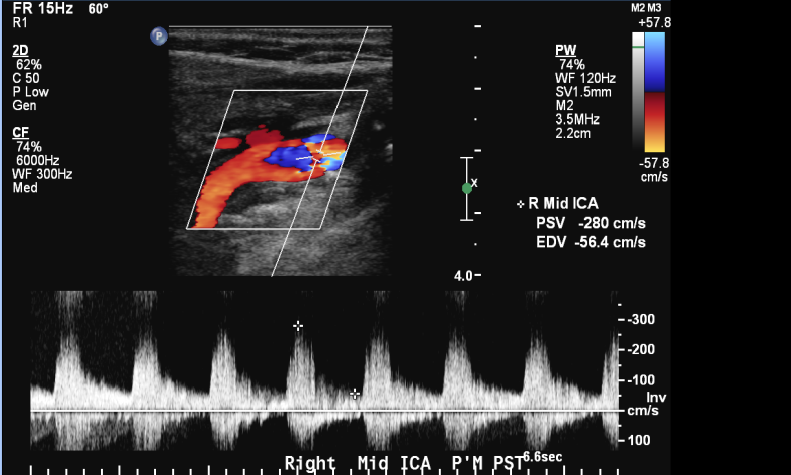 FR 15Hz 60°
R1
M2 M3
+57.8
P
2D
62%
C 50
P Low
Gen
PW
74%
WF 120Hz
SV1.5mm
M2
3.5MHz
2.2cm
CF
74%
6000Hz
WF 300Hz
Med
-57.8
cm/s
X
R Mid ICA
PSV -280 cm/s
EDV -56.4 cm/s
4.0
-300
-200
-100
Inv
cm/s
100
Right Mid ICA P'M PST
6.6sec